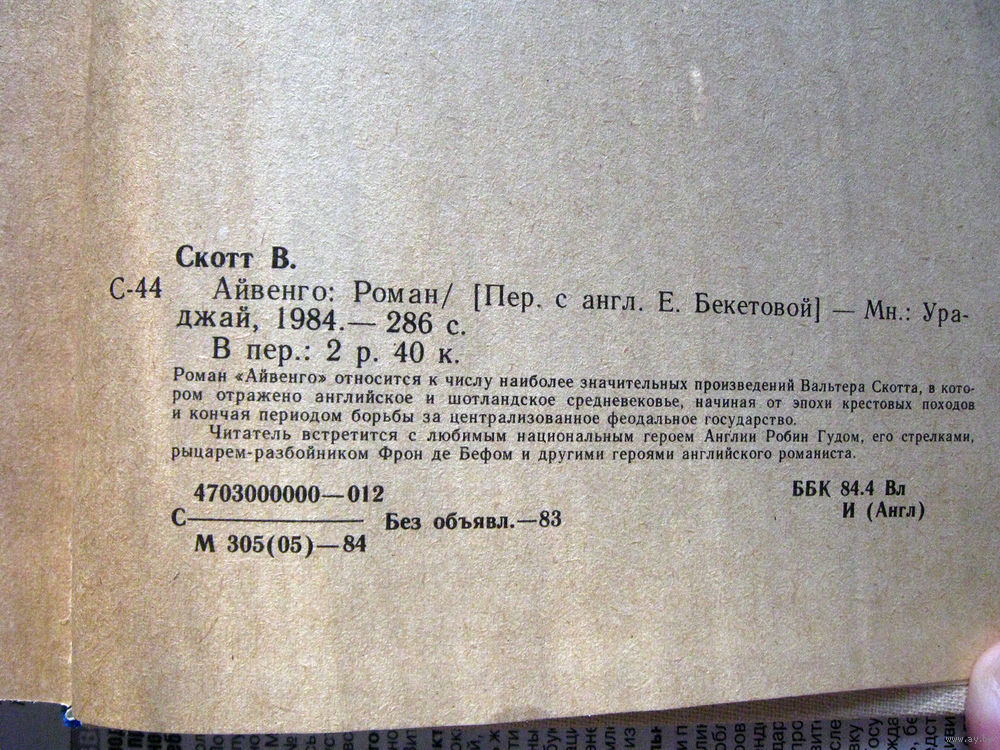 Скотт В.
С-44 Айвенго: Роман/ [Пер. с англ. Е. Бекетовой] — Мн.: Ура-
джай, 1984.— 286 с.
В пер.: 2 р. 40 к.
Роман «Айвенго» относится к числу наиболее значительных произведений Вальтера Скотта, в кото-
ром отражено английское и шотландское средневековье, начиная от эпохи крестовых походов
и кончая периодом борьбы за централизованное феодальное государство.
Читатель встретится с любимым национальным героем Англии Робин Гудом, его стрелками,
рыцарем-разбойником Фрон де Бефом и другими героями английского романиста.
4703000000—012
С——— Без объявл.—83
М 305(05)—84
ББК 84.4 Вл
И (Англ)